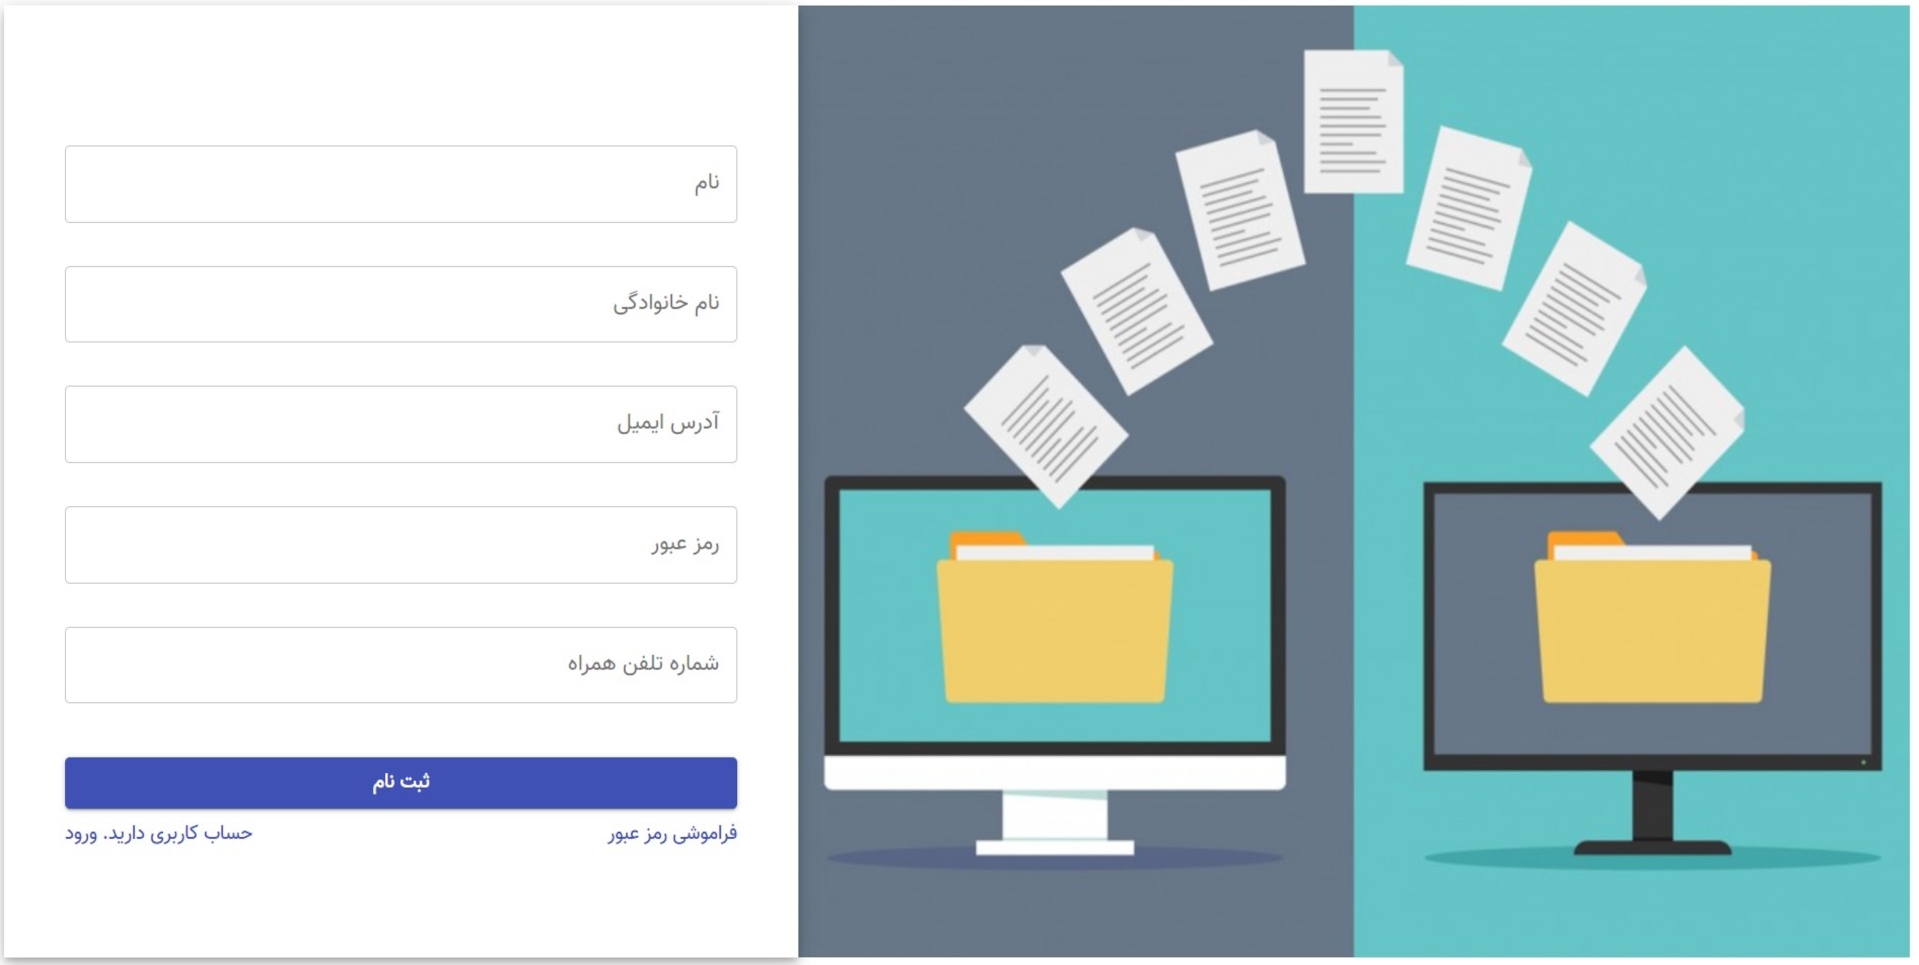 نام
نام خانوادگی
آدرس ایمیل
رمز عبور
شماره تلفن همراه
ثبت نام
فراموشی رمز عبور
حساب کاربری دارید. ورود